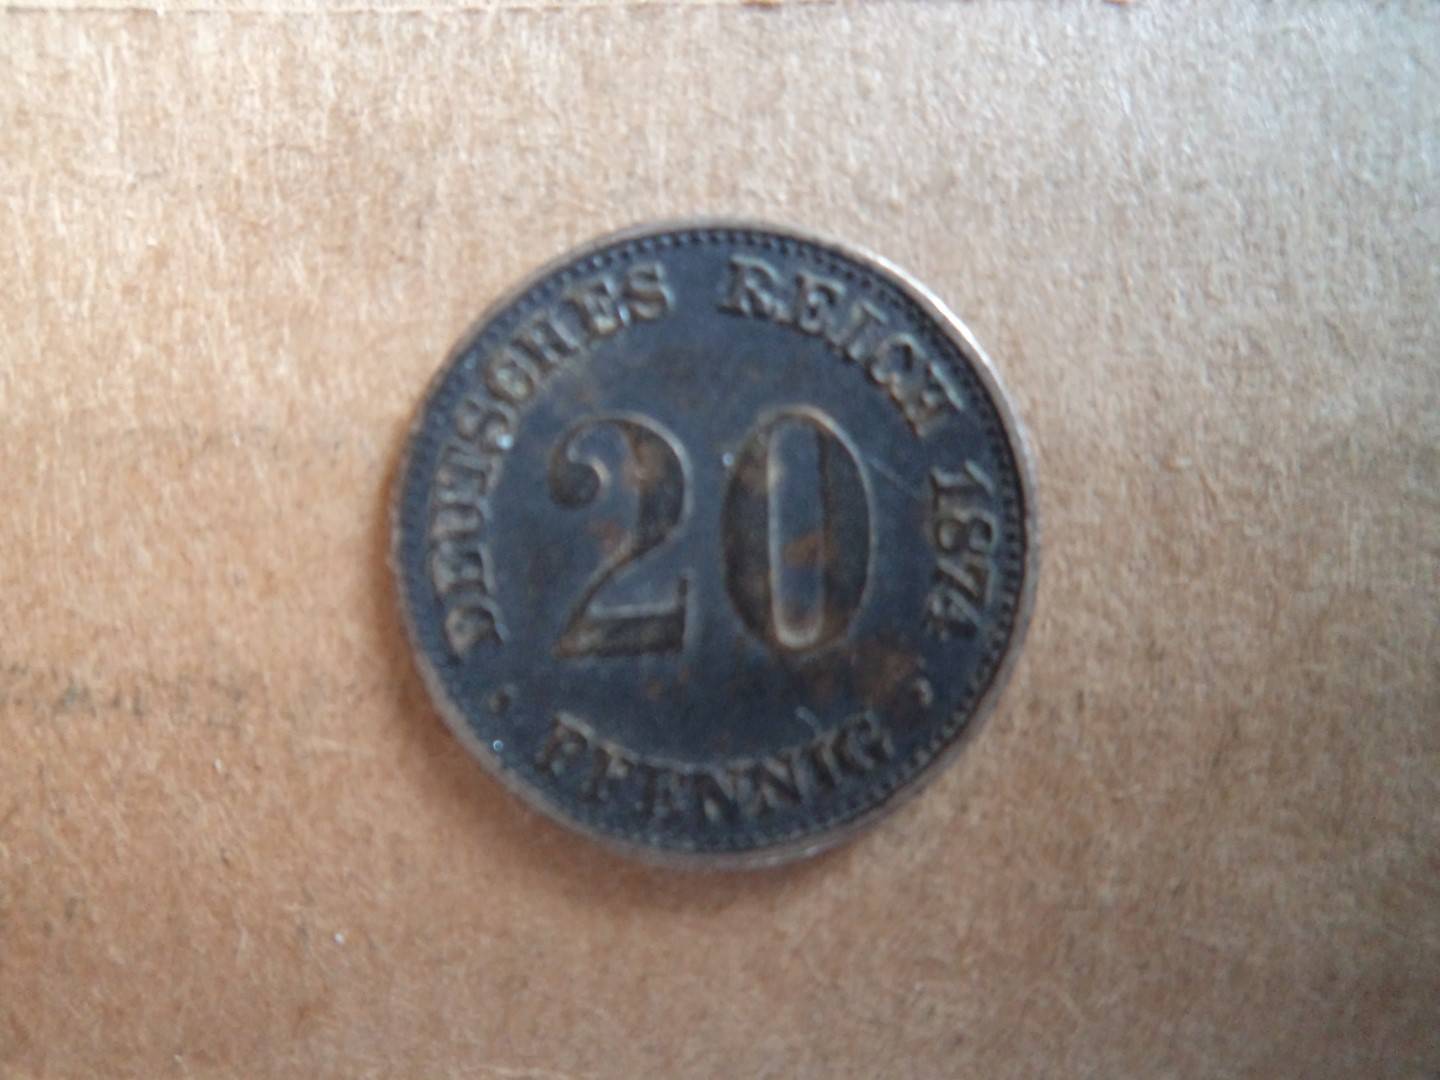 DEUTSCHES REICH 1874
20
PFENNIG